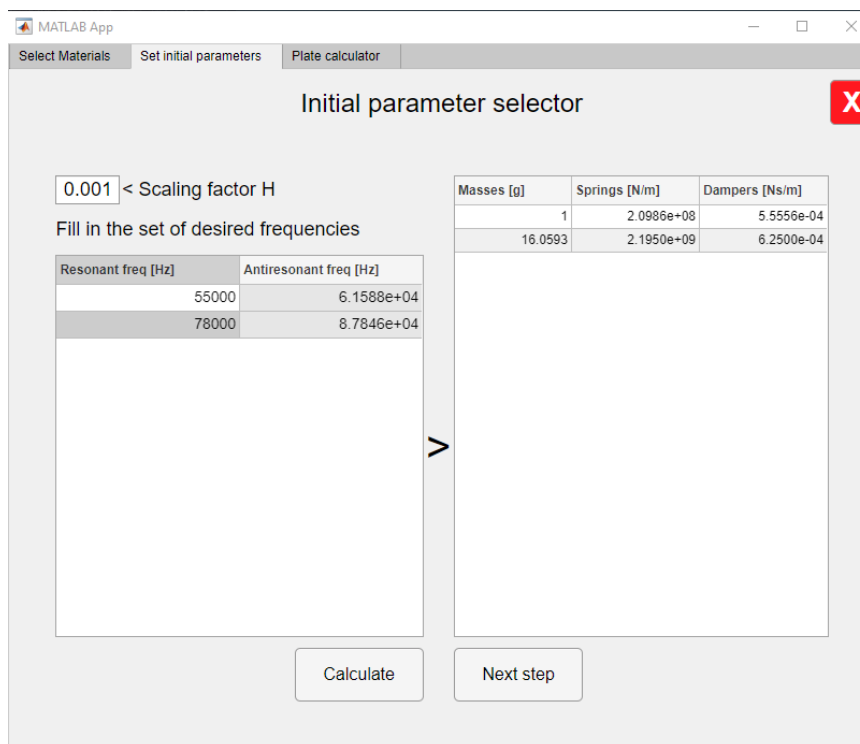 MATLAB App
Select Materials Set initial parameters Plate calculator
Initial parameter selector
X
0.001 < Scaling factor H
Fill in the set of desired frequencies
Resonant freq [Hz] Antiresonant freq [Hz]
55000 6.1588e+04
78000 8.7846e+04
>
Masses [g] Springs [N/m] Dampers [Ns/m]
1 2.0986e+08 5.5556e-04
16.0593 2.1950e+09 6.2500e-04
Calculate Next step